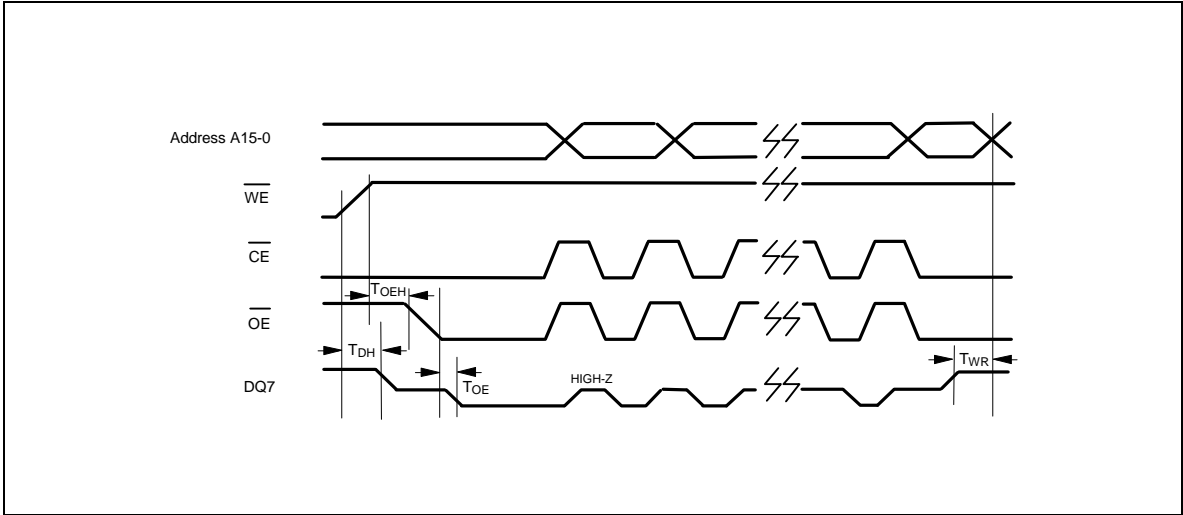 Address A15-0
WE
CE
TOEH
OE
TDH
TWR
DQ7
TOE
HIGH-Z